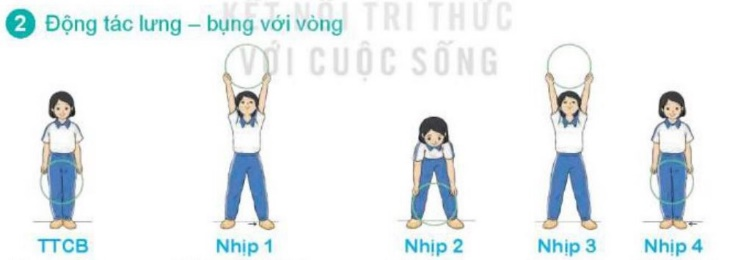 KẾT NỐI TRI THỨC
VỚI CUỘC SỐNG
2 Động tác lưng – bụng với vòng
TTCB Nhịp 1 Nhịp 2 Nhịp 3 Nhịp 4